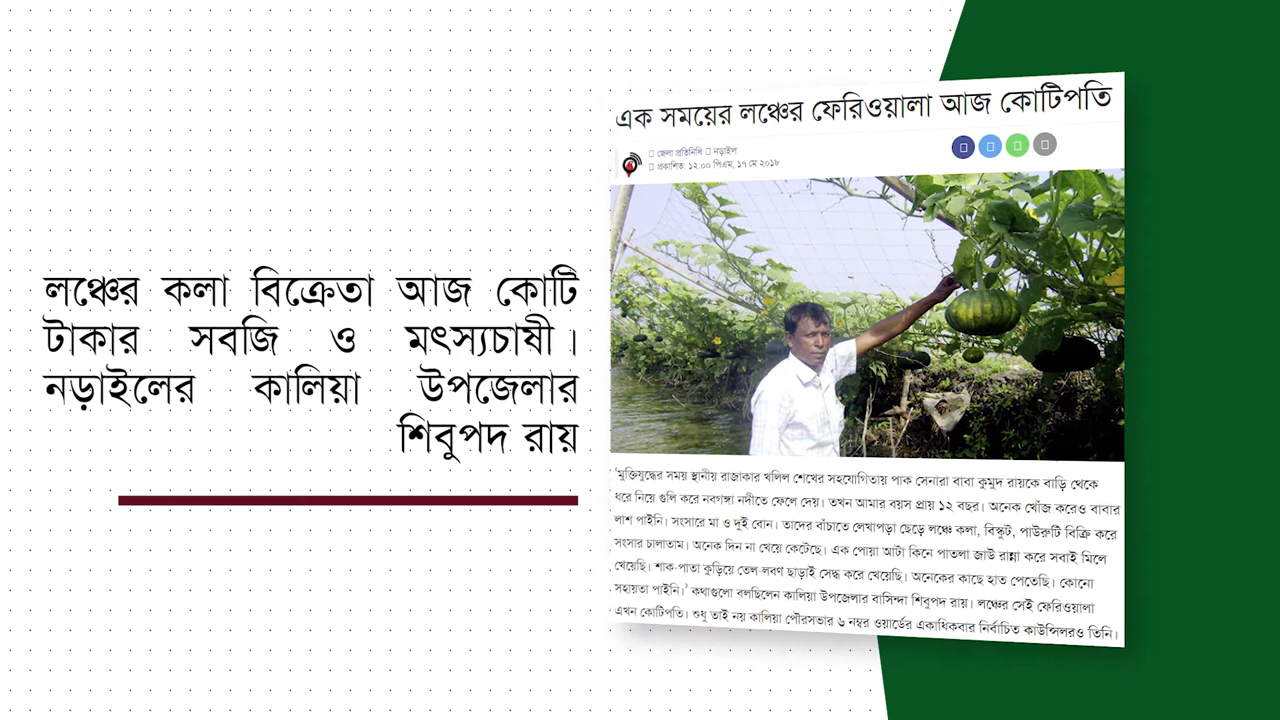 লঞ্চের কলা বিক্রেতা আজ কোটি
টাকার সবজি ও মৎস্যচাষী।
নড়াইলের কালিয়া উপজেলার
শিবুপদ রায়
এক সময়ের লঞ্চের ফেরিওয়ালা আজ কোটিপতি
জেলা প্রতিনিধি নড়াইল
প্রকাশিত: ১২:০০ পিএম, ১৭ মে ২০১৮
'মুক্তিযুদ্ধের সময় স্থানীয় রাজাকার খলিল শেখের সহযোগিতায় পাক সেনারা বাবা কুমুদ রায়কে বাড়ি থেকে
ধরে নিয়ে গুলি করে নবগঙ্গা নদীতে ফেলে দেয়। তখন আমার বয়স প্রায় ১২ বছর। অনেক খোঁজ করেও বাবার
লাশ পাইনি। সংসারে মা ও দুই বোন। তাদের বাঁচাতে লেখাপড়া ছেড়ে লঞ্চে কলা, বিস্কুট, পাউরুটি বিক্রি করে
সংসার চালাতাম। অনেক দিন না খেয়ে কেটেছে। এক পোয়া আটা কিনে পাতলা জাউ রান্না করে সবাই মিলে
খেয়েছি। শাক-পাতা কুড়িয়ে তেল-লবণ ছাড়াই সেদ্ধ করে খেয়েছি। অনেকের কাছে হাত পেতেছি। কোনো
সহায়তা পাইনি।' কথাগুলো বলছিলেন কালিয়া উপজেলার বাসিন্দা শিবুপদ রায়। লঞ্চের সেই ফেরিওয়ালা
এখন কোটিপতি। শুধু তাই নয় কালিয়া পৌরসভার ৬ নম্বর ওয়ার্ডের একাধিকবার নির্বাচিত কাউন্সিলরও তিনি।